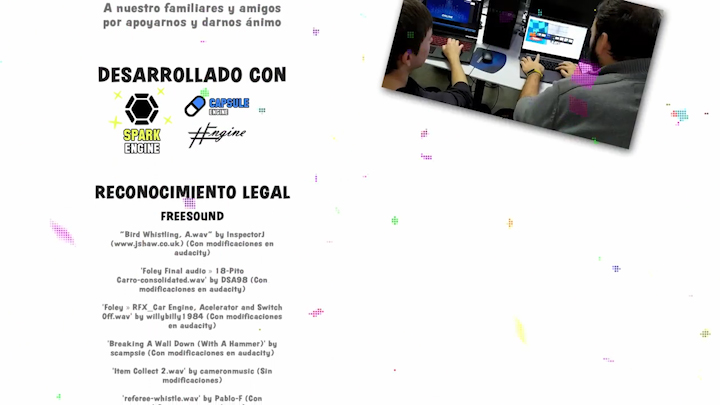 A nuestro familiares y amigos
por apoyarnos y darnos ánimo
DESARROLLADO CON
SPARK
ENGINE
CAPSULE
ENGINE
#Engine
RECONOCIMIENTO LEGAL
FREESOUND
"Bird Whistling, A.wav" by InspectorJ
(www.jshaw.co.uk) (Con modificaciones en
audacity)
'Foley Final audio » 18-Pito
Carro-consolidated.wav' by DSA98 (Con
modificaciones en audacity)
'Foley » RFX_Car Engine, Acelerator and Switch
Off.wav' by willybilly1984 (Con modificaciones
en audacity)
'Breaking A Wall Down (With A Hammer)' by
scampsie (Con modificaciones en audacity)
'Item Collect 2.wav' by cameronmusic (Sin
modificaciones)
'referee-whistle.wav' by Pablo-F (Con